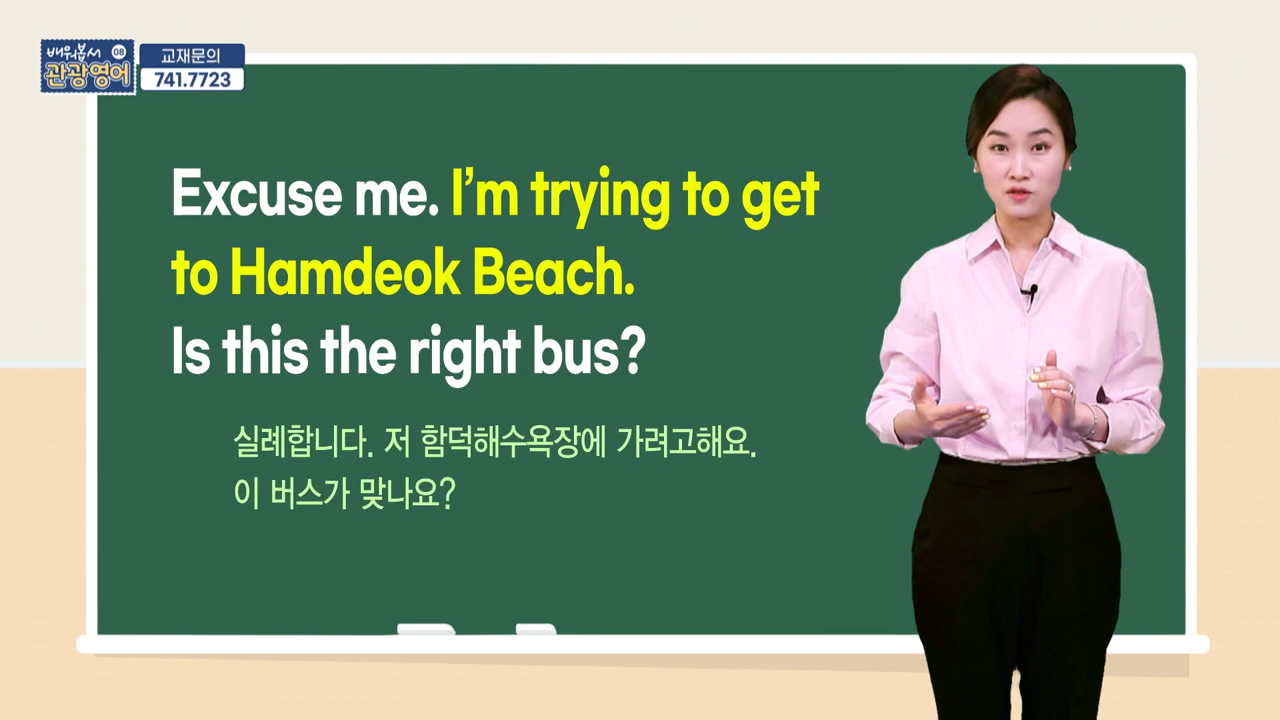 배워봅서 08
관광영어
교재문의
741.7723
Excuse me. I'm trying to get
to Hamdeok Beach.
Is this the right bus?
실례합니다. 저 함덕해수욕장에 가려고해요.
이 버스가 맞나요?